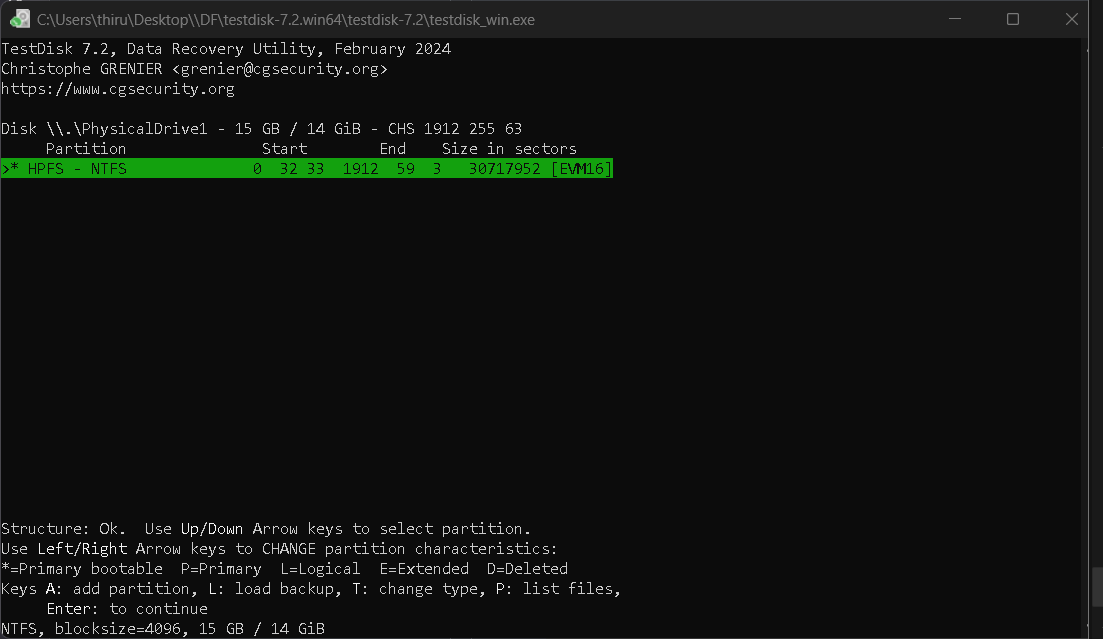 C:\Users\thiru\Desktop\\DF\testdisk-7.2.win64\testdisk-7.2\testdisk_win.exe
TestDisk 7.2, Data Recovery Utility, February 2024
Christophe GRENIER <grenier@cgsecurity.org>
https://www.cgsecurity.org
Disk \\.\PhysicalDrive1 - 15 GB / 14 GiB - CHS 1912 255 63
     Partition               Start        End    Size in sectors
>* HPFS - NTFS              0  32 33  1912  59  3   30717952 [EVM16]
Structure: Ok.  Use Up/Down Arrow keys to select partition.
Use Left/Right Arrow keys to CHANGE partition characteristics:
*=Primary bootable  P=Primary  L=Logical  E=Extended  D=Deleted
Keys A: add partition, L: load backup, T: change type, P: list files,
     Enter: to continue
NTFS, blocksize=4096, 15 GB / 14 GiB